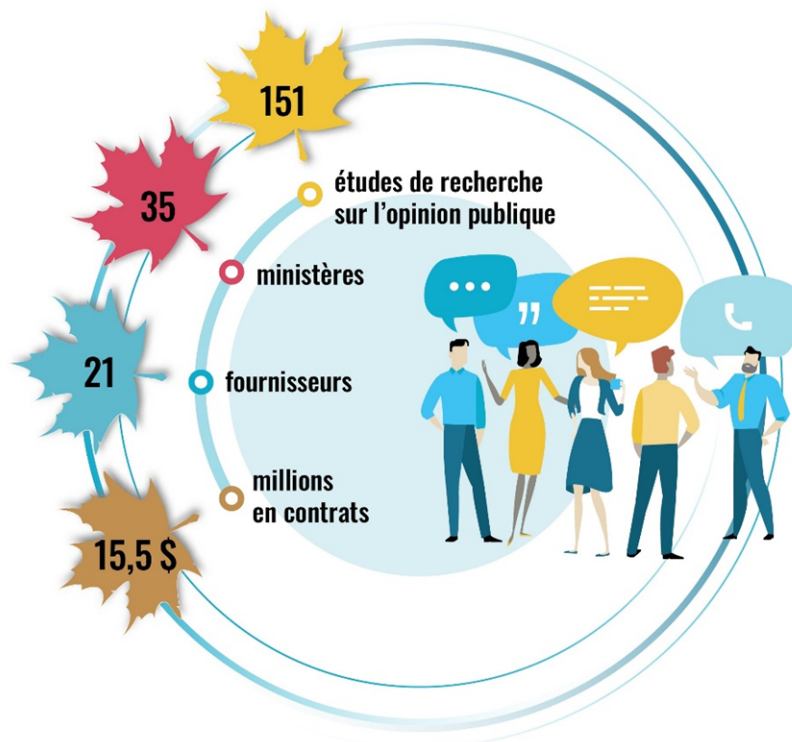 151
études de recherche
sur l'opinion publique
35
ministères
21
fournisseurs
15,5 $
millions
en contrats